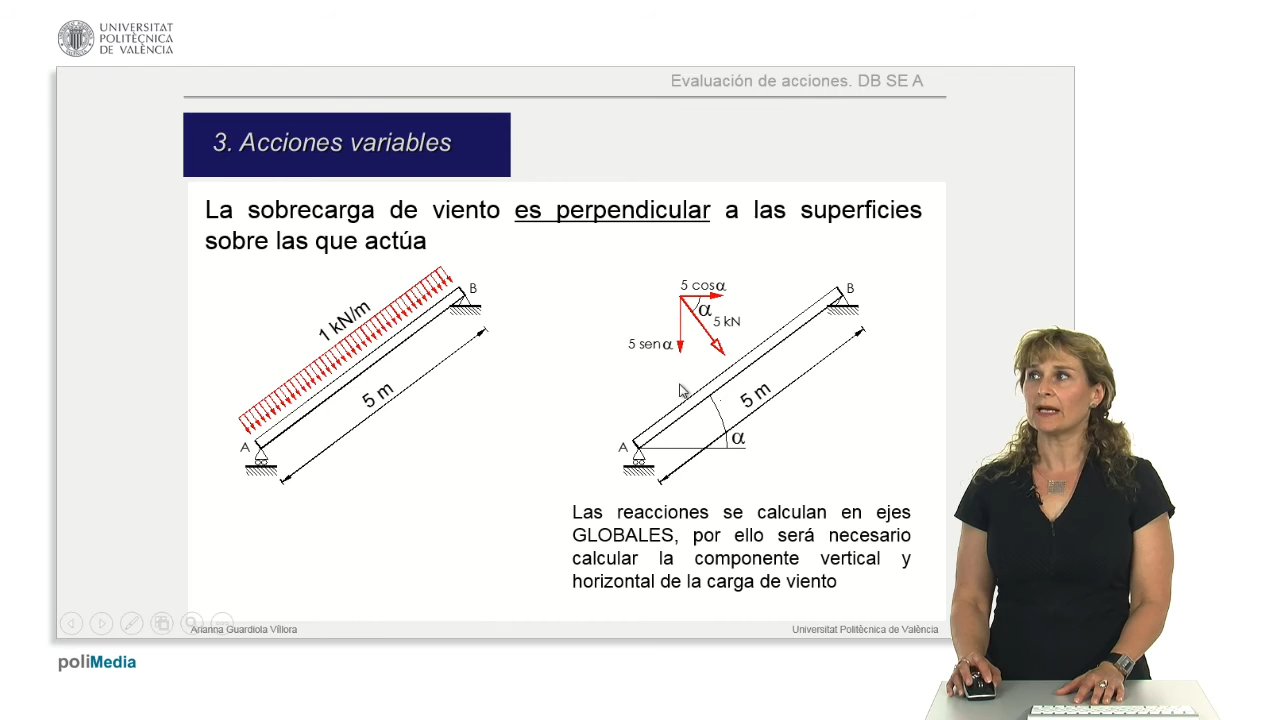 UNIVERSITAT
POLITÈCNICA
DE VALÈNCIA
Evaluación de acciones. DB SE A
3. Acciones variables
La sobrecarga de viento es perpendicular a las superficies
sobre las que actúa
1 kN/m
B
5 m
A
5 cosα
α
5 kN
5 senα
B
5 m
α
A
Las reacciones se calculan en ejes
GLOBALES, por ello será necesario
calcular la componente vertical y
horizontal de la carga de viento
Arianna Guardiola Víllora
Universitat Politècnica de València
poliMedia